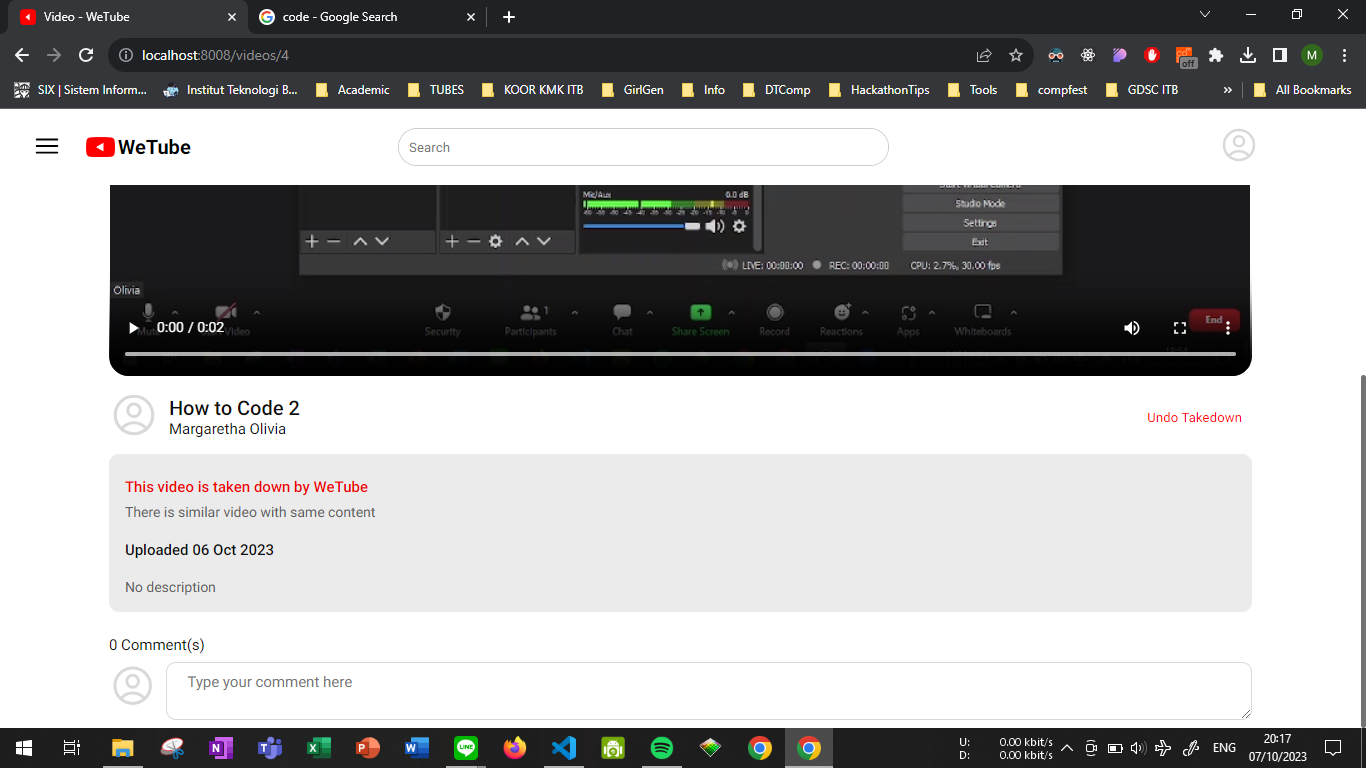 Video - WeTube
code - Google Search
localhost:8008/videos/4
off
M
SIX | Sistem Inform...
Institut Teknologi B...
Academic
TUBES
KOOR KMK ITB
GirlGen
Info
DTComp
HackathonTips
Tools
compfest
GDSC ITB
»
All Bookmarks
WeTube
Search
Mic/Aux
0.0 dB
Start Virtual Camera
Studio Mode
Settings
Exit
LIVE: 00:00:00
REC: 00:00:00
CPU: 2.7%, 30.00 fps
Olivia
0:00 / 0:02
Video
Security
Participants
1
Chat
Share Screen
Record
Reactions
Apps
Whiteboards
End
How to Code 2
Margaretha Olivia
Undo Takedown
This video is taken down by WeTube
There is similar video with same content
Uploaded 06 Oct 2023
No description
0 Comment(s)
Type your comment here
U: 0.00 kbit/s
D: 0.00 kbit/s
ENG
20:17
07/10/2023